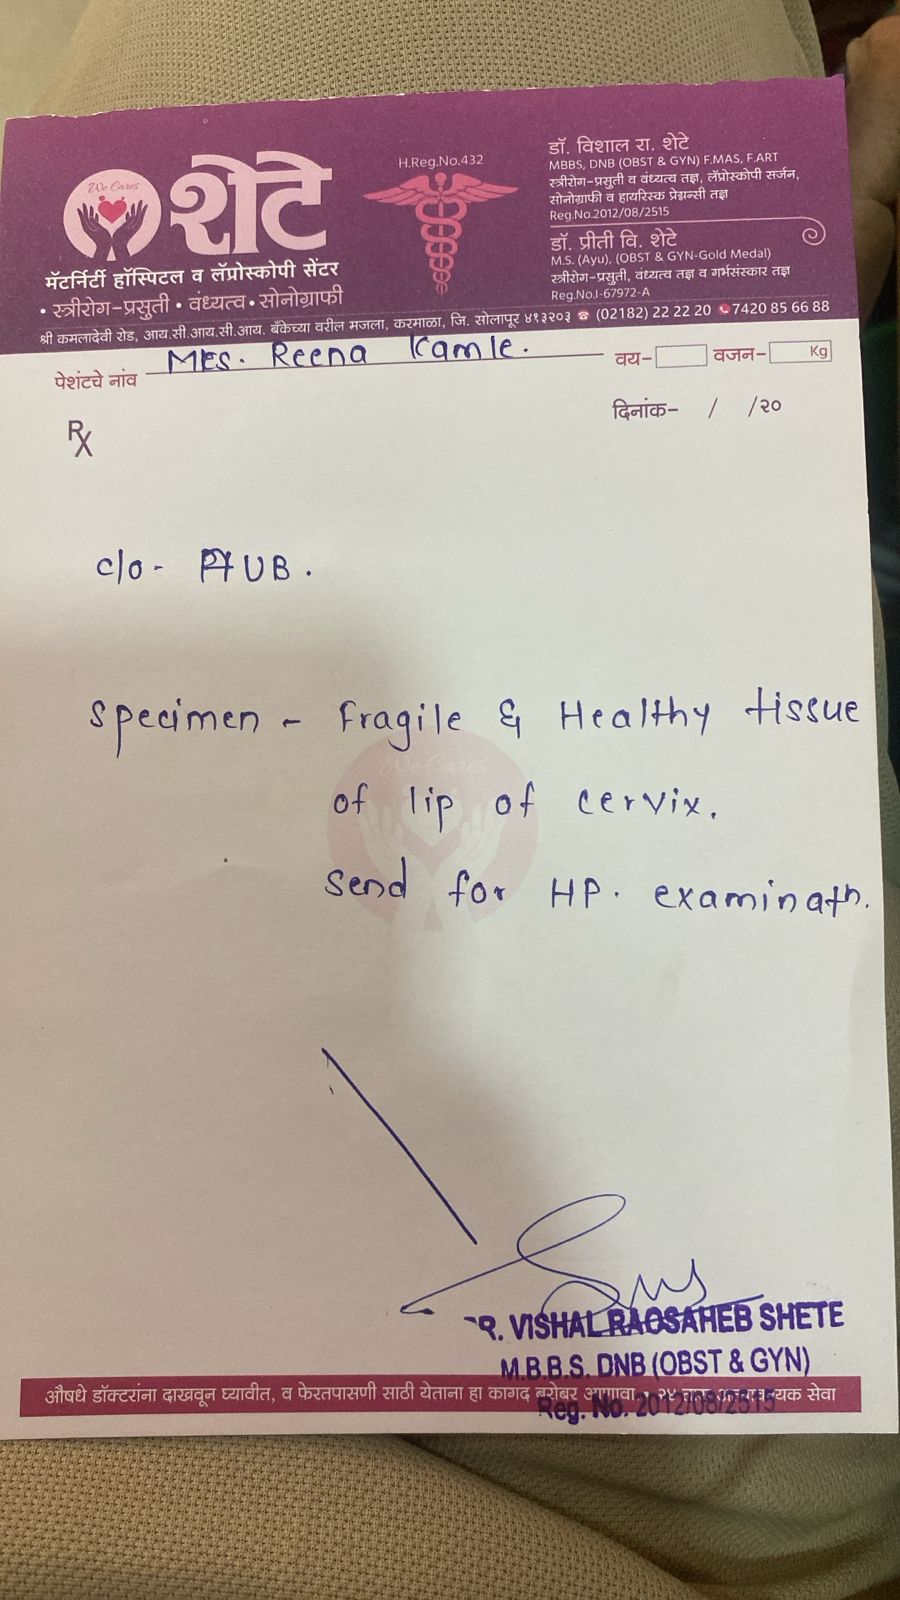 We Cares
शेटे
मॅटर्निटी हॉस्पिटल व लॅप्रोस्कोपी सेंटर
• स्त्रीरोग-प्रसुती • वंध्यत्व • सोनोग्राफी
H.Reg.No.432
डॉ. विशाल रा. शेटे
MBBS, DNB (OBST & GYN) F.MAS, F.ART
स्त्रीरोग-प्रसुती व वंध्यत्व तज्ञ, लॅप्रोस्कोपी सर्जन,
सोनोग्राफी व हायरिस्क प्रेग्नन्सी तज्ञ
Reg.No.2012/08/2515
डॉ. प्रीती वि. शेटे
M.S. (Ayu), (OBST & GYN-Gold Medal)
स्त्रीरोग-प्रसुती, वंध्यत्व तज्ञ व गर्भसंस्कार तज्ञ
Reg.No.I-67972-A
श्री कमलादेवी रोड, आय.सी.आय.सी.आय. बँकेच्या वरील मजला, करमाळा, जि. सोलापूर ४१३२०३ ☎ (02182) 22 22 20 7420 85 66 88
पेशंटचे नांव Mrs. Reena Kamle. वय- वजन- Kg
दिनांक- / /२०
Rx
c/o - UB.
Specimen - Fragile & Healthy tissue
of lip of cervix.
We Cares
Send for HP. examinatn.
R. VISHAL RAOSAHEB SHETE
M.B.B.S. DNB (OBST & GYN)
औषधे डॉक्टरांना दाखवून घ्यावीत, व फेरतपासणी साठी येताना हा कागद बरोबर सेवा
Reg. No. 2012/08/2515